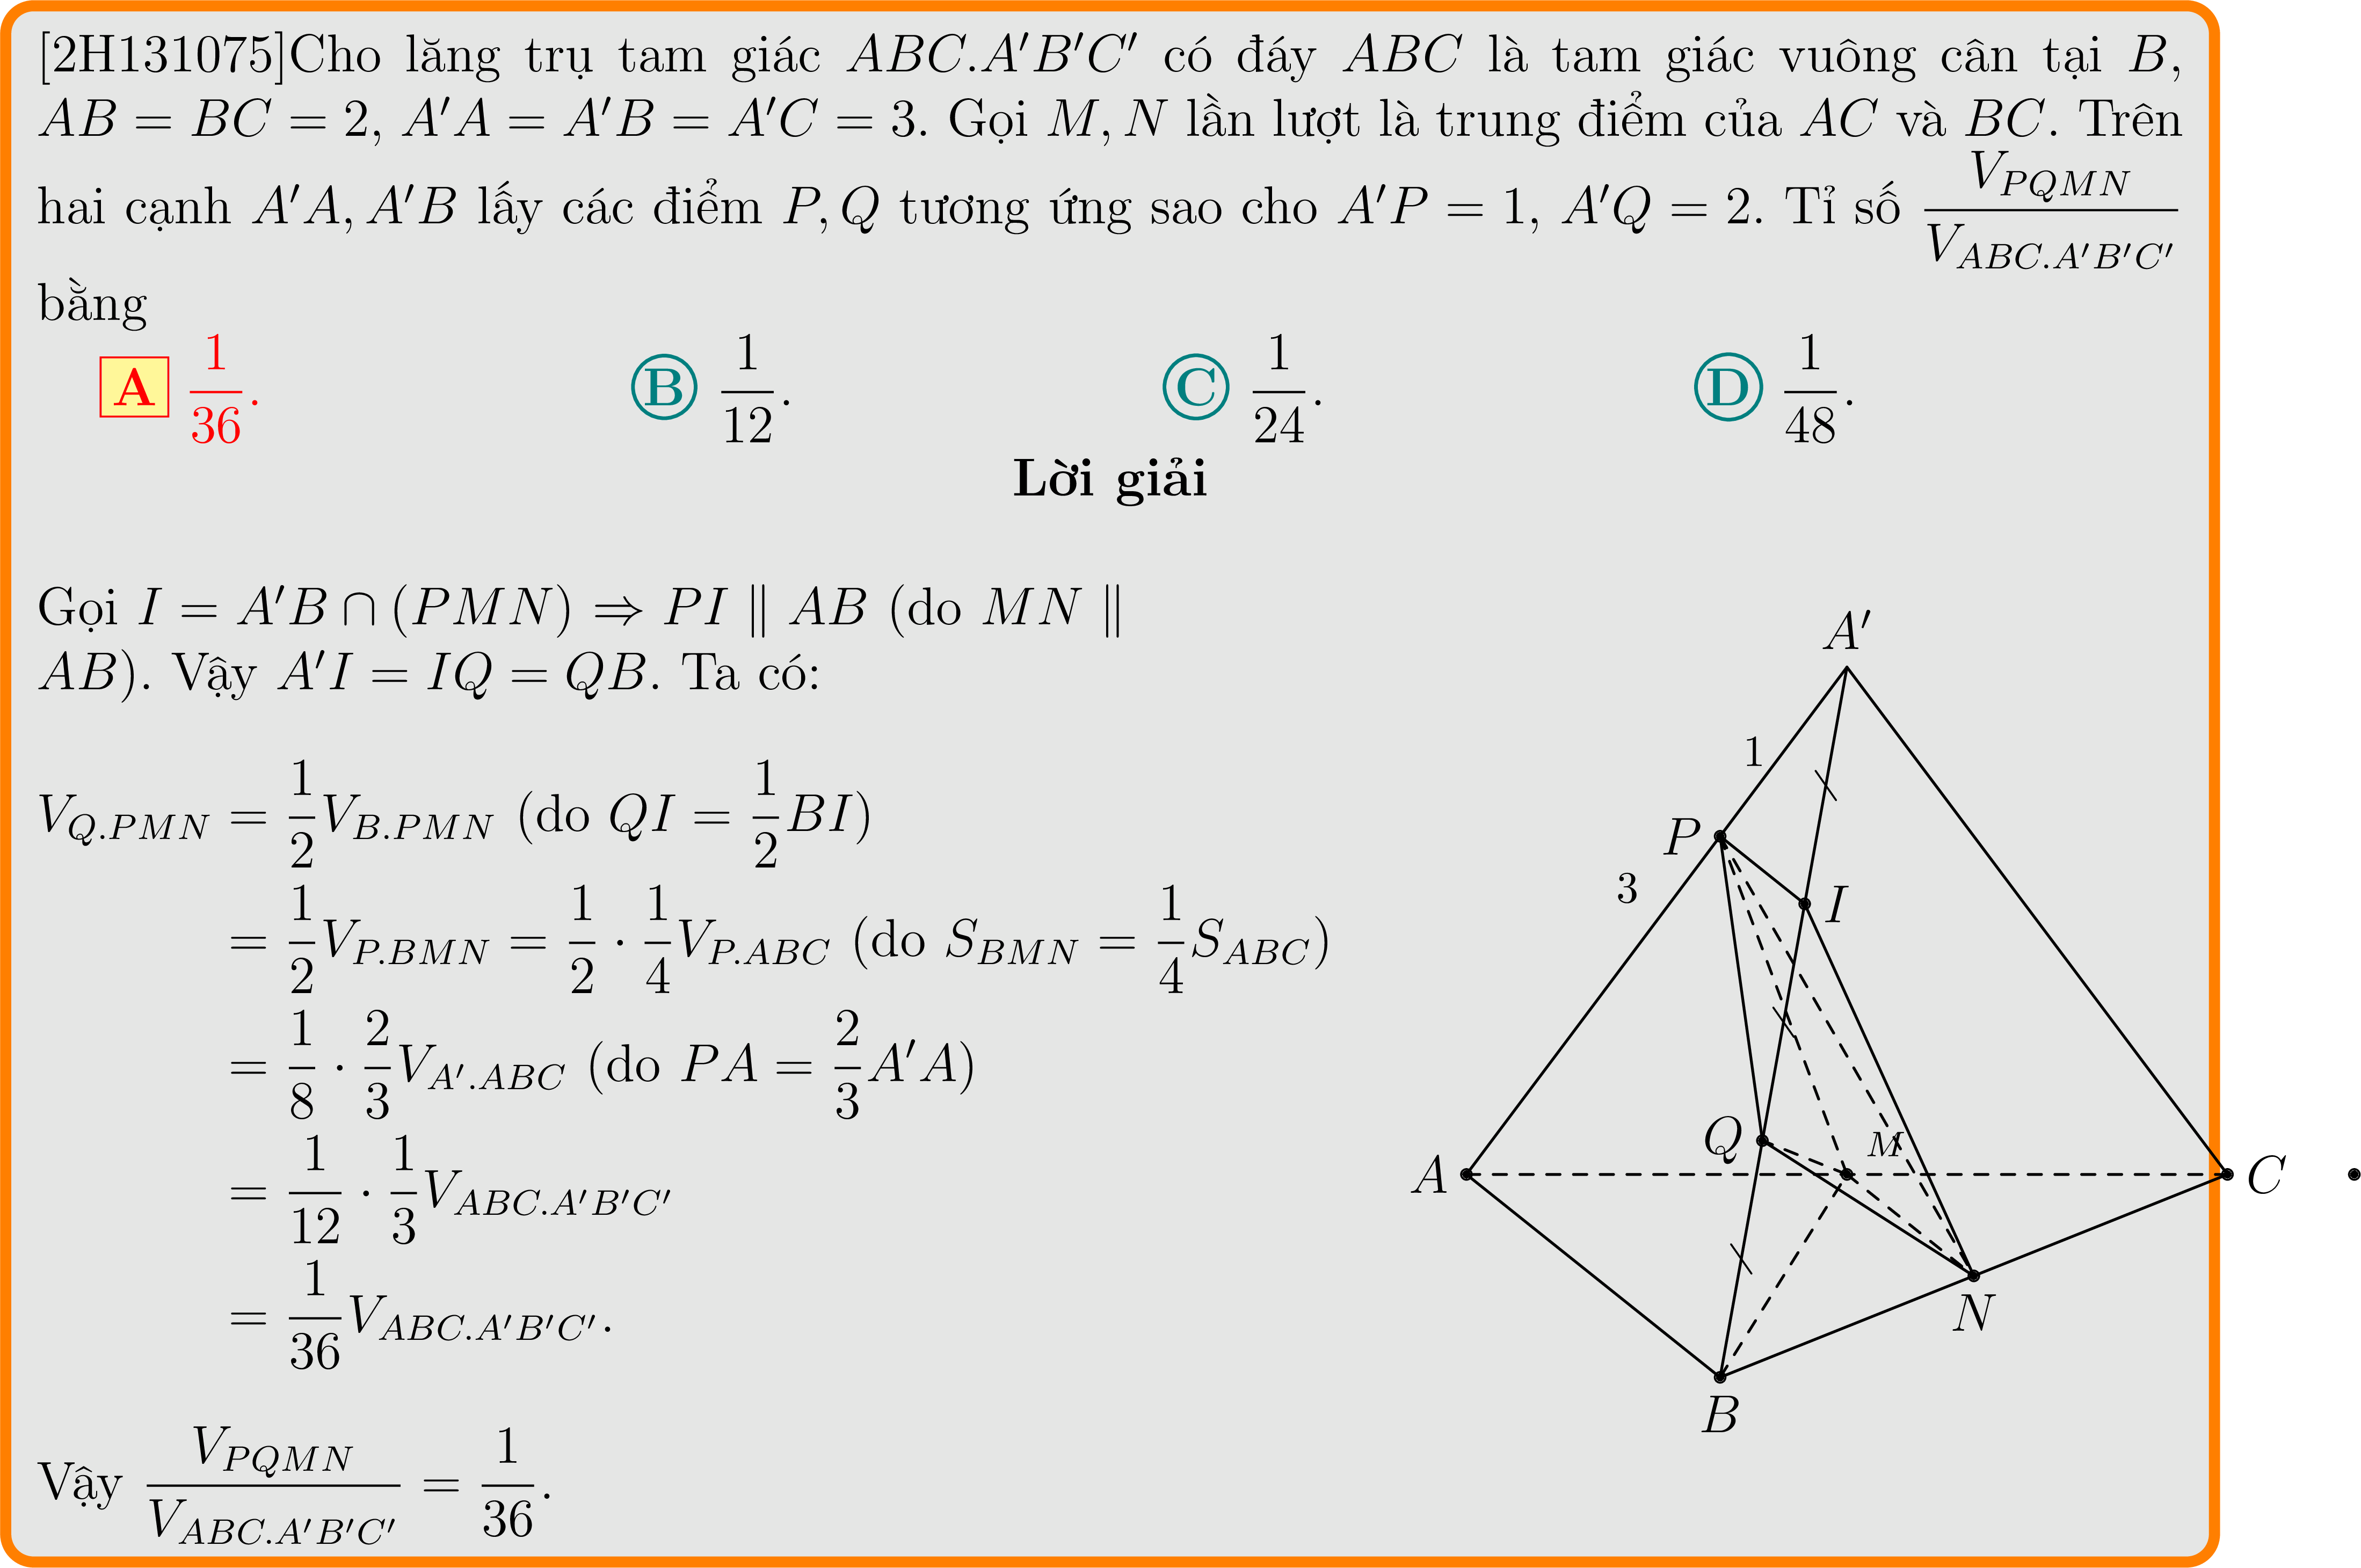 [2H131075]Cho lăng trụ tam giác ABC.A′B′C′ có đáy ABC là tam giác vuông cân tại B,
AB = BC = 2, A′A = A′B = A′C = 3. Gọi M, N lần lượt là trung điểm của AC và BC. Trên
hai cạnh A′A, A′B lấy các điểm P, Q tương ứng sao cho A′P = 1, A′Q = 2. Tỉ số \frac{V_{PQMN}}{V_{ABC.A′B′C′}}
bằng
A \frac{1}{36}. B \frac{1}{12}. C \frac{1}{24}. D \frac{1}{48}.
Lời giải
Gọi I = A′B ∩ (PMN) ⇒ PI ∥ AB (do MN ∥
AB). Vậy A′I = IQ = QB. Ta có:
V_{Q.PMN} = \frac{1}{2}V_{B.PMN} (do QI = \frac{1}{2}BI)
= \frac{1}{2}V_{P.BMN} = \frac{1}{2} · \frac{1}{4}V_{P.ABC} (do S_{BMN} = \frac{1}{4}S_{ABC})
= \frac{1}{8} · \frac{2}{3}V_{A′.ABC} (do PA = \frac{2}{3}A′A)
= \frac{1}{12} · \frac{1}{3}V_{ABC.A′B′C′}
= \frac{1}{36}V_{ABC.A′B′C′}.
Vậy \frac{V_{PQMN}}{V_{ABC.A′B′C′}} = \frac{1}{36}.
A′
1
P
3
I
Q
M
A
C
N
B